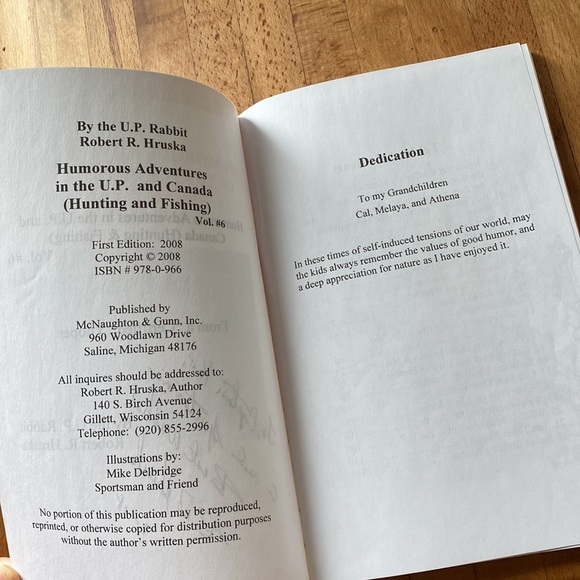 By the U.P. Rabbit
Robert R. Hruska
Humorous Adventures
in the U.P. and Canada
(Hunting and Fishing)
Vol. #6
First Edition: 2008
Copyright © 2008
ISBN # 978-0-966
Published by
McNaughton & Gunn, Inc.
960 Woodlawn Drive
Saline, Michigan 48176
All inquires should be addressed to:
Robert R. Hruska, Author
140 S. Birch Avenue
Gillett, Wisconsin 54124
Telephone: (920) 855-2996
Illustrations by:
Mike Delbridge
Sportsman and Friend
No portion of this publication may be reproduced,
reprinted, or otherwise copied for distribution purposes
without the author's written permission.
Dedication
To my Grandchildren
Cal, Melaya, and Athena
In these times of self-induced tensions of our world, may
the kids always remember the values of good humor, and
a deep appreciation for nature as I have enjoyed it.